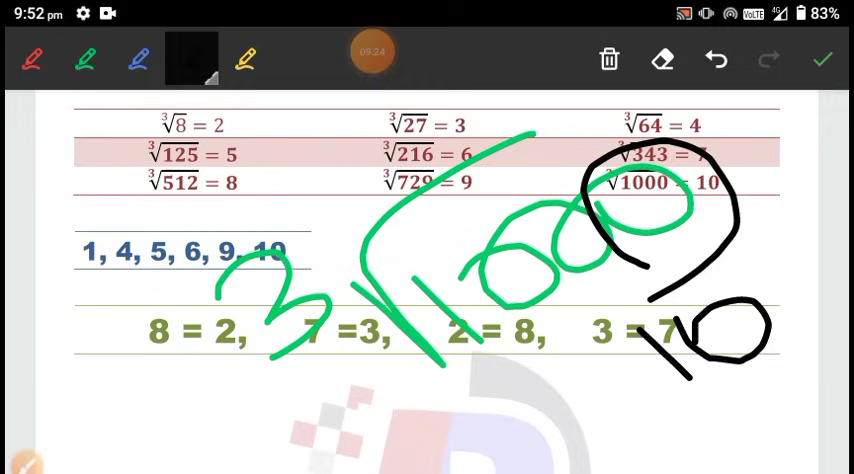 9:52 pm VoLTE 4G 83%
09:24
∛8 = 2 ∛27 = 3 ∛64 = 4
∛125 = 5 ∛216 = 6 ∛343 = 7
∛512 = 8 ∛729 = 9 ∛1000 = 10
1, 4, 5, 6, 9, 10
∛1000
8 = 2, 7 =3, 2 = 8, 3 = 7
10